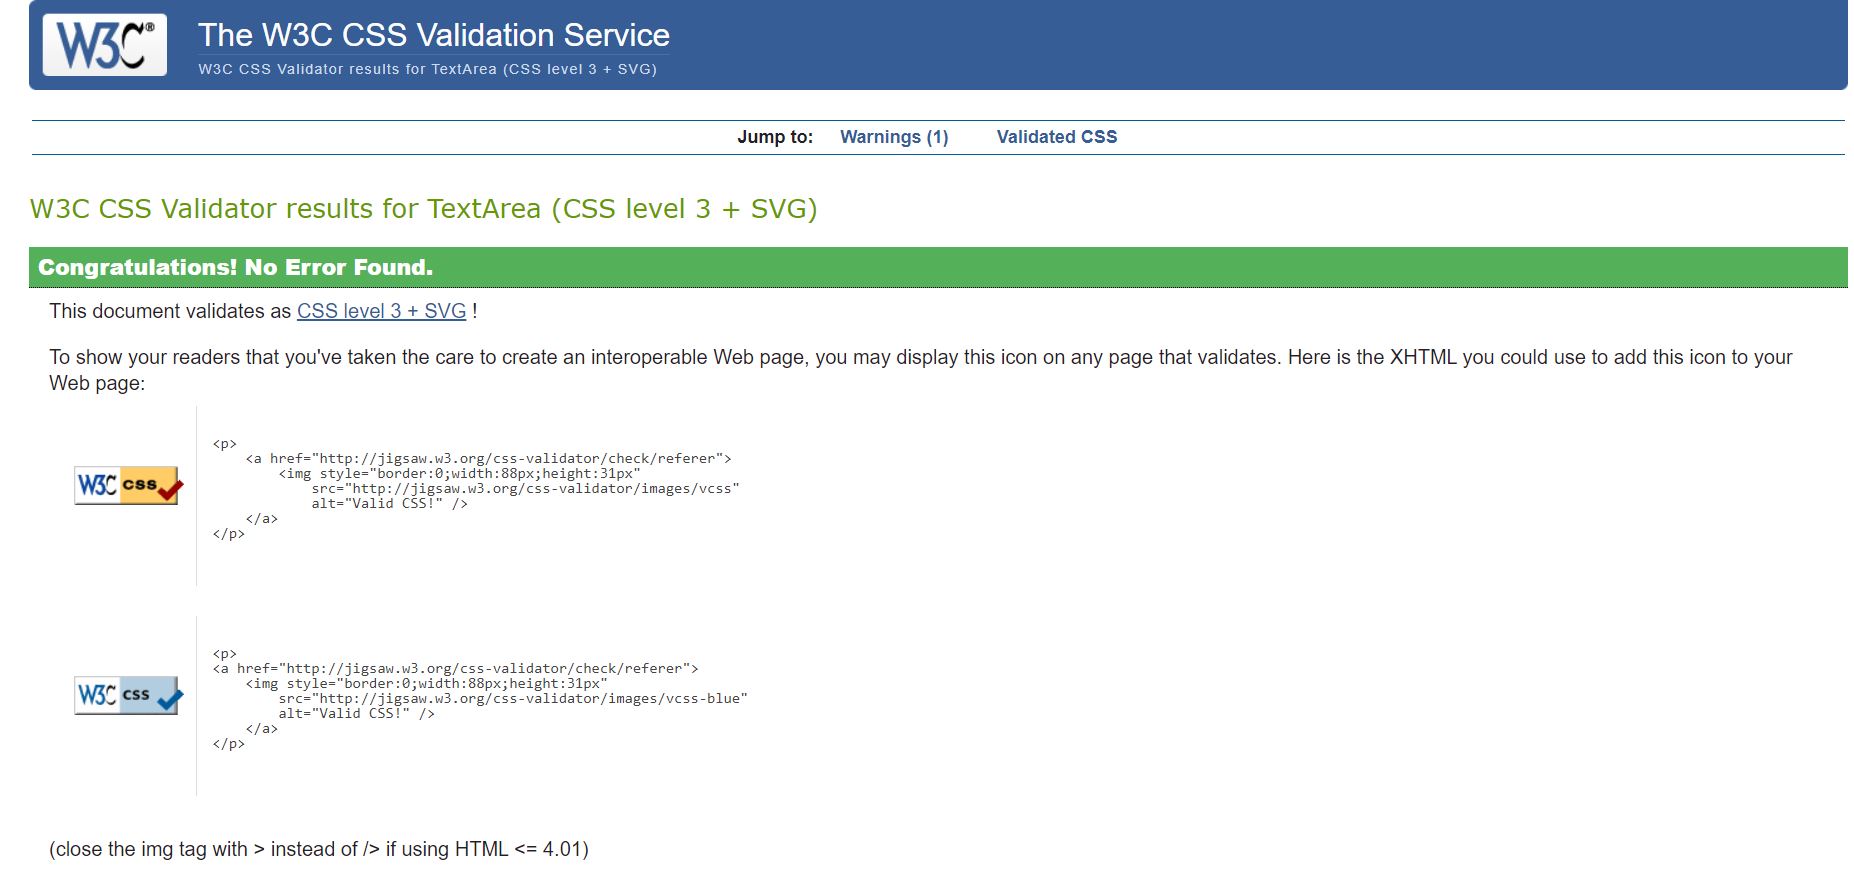 W3C®
The W3C CSS Validation Service
W3C CSS Validator results for TextArea (CSS level 3 + SVG)
Jump to: Warnings (1) Validated CSS
W3C CSS Validator results for TextArea (CSS level 3 + SVG)
Congratulations! No Error Found.
This document validates as CSS level 3 + SVG !
To show your readers that you've taken the care to create an interoperable Web page, you may display this icon on any page that validates. Here is the XHTML you could use to add this icon to your
Web page:
W3C css
<p>
    <a href="http://jigsaw.w3.org/css-validator/check/referer">
        <img style="border:0;width:88px;height:31px"
            src="http://jigsaw.w3.org/css-validator/images/vcss"
            alt="Valid CSS!" />
    </a>
</p>
W3C css
<p>
<a href="http://jigsaw.w3.org/css-validator/check/referer">
    <img style="border:0;width:88px;height:31px"
        src="http://jigsaw.w3.org/css-validator/images/vcss-blue"
        alt="Valid CSS!" />
    </a>
</p>
(close the img tag with > instead of /> if using HTML <= 4.01)